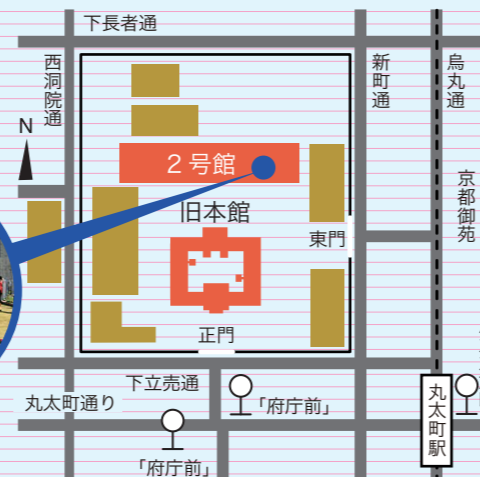 下長者通
西洞院通
新町通
烏丸通
N
2号館
京都御苑
旧本館
東門
正門
下立売通
丸太町通り
「府庁前」
丸太町駅
「府庁前」